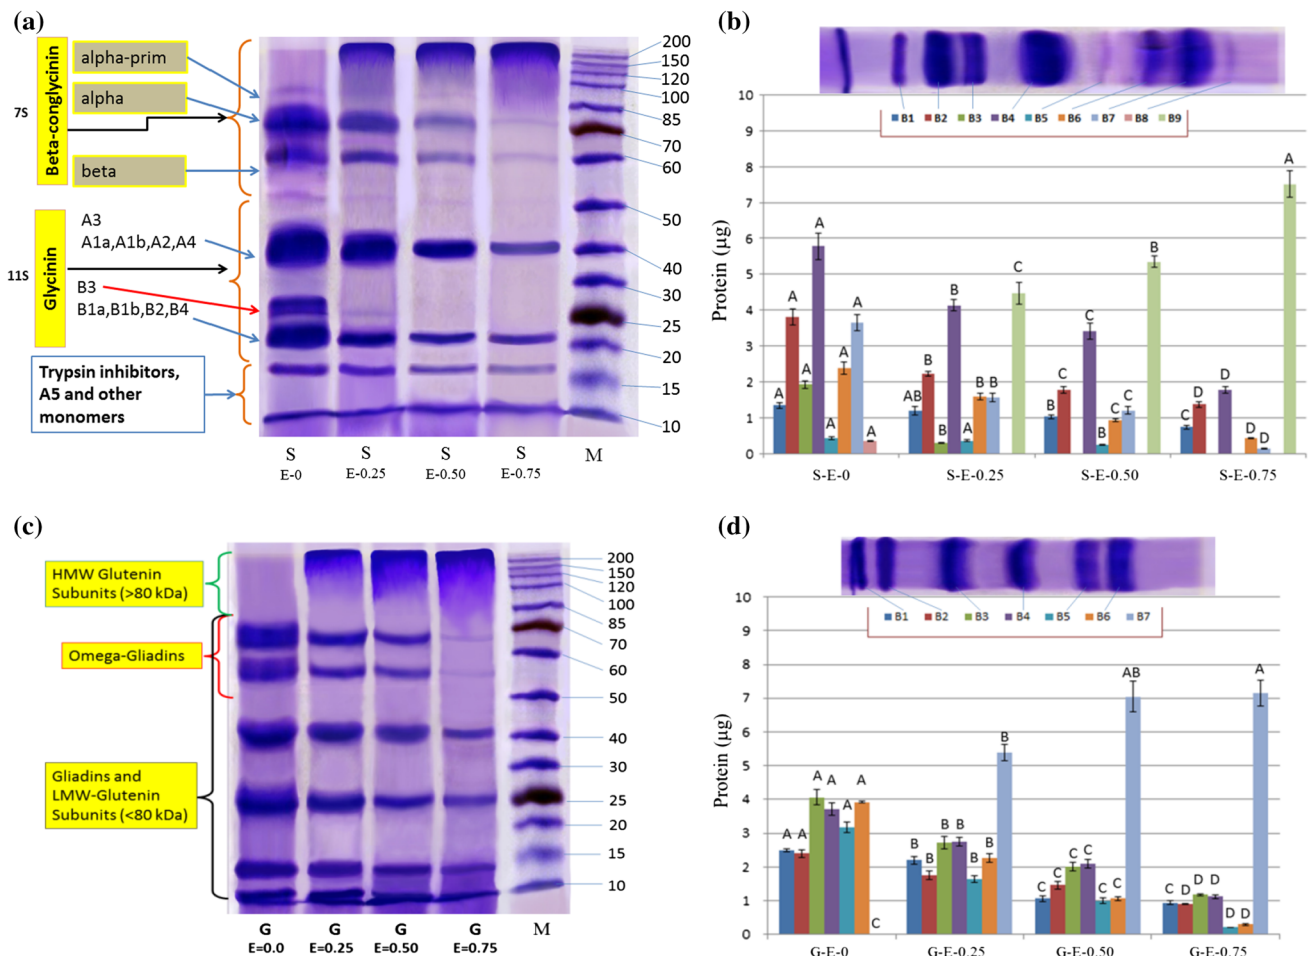 (a)
Beta-conglycinin
7S
alpha-prim
alpha
beta
Glycinin
11S
A3
A1a,A1b,A2,A4
B3
B1a,B1b,B2,B4
Trypsin inhibitors,
A5 and other
monomers
200
150
120
100
85
70
60
50
40
30
25
20
15
10
S S S S M
E-0 E-0.25 E-0.50 E-0.75
(b)
B1 B2 B3 B4 B5 B6 B7 B8 B9
Protein (µg)
10
9
8
7
6
5
4
3
2
1
0
A A A A A A A A
AB B C B A B B C
B C C B C C B
C D D D D A
S-E-0 S-E-0.25 S-E-0.50 S-E-0.75
(c)
HMW Glutenin
Subunits (>80 kDa)
Omega-Gliadins
Gliadins and
LMW-Glutenin
Subunits (<80 kDa)
200
150
120
100
85
70
60
50
40
30
25
20
15
10
G G G G M
E=0.0 E=0.25 E=0.50 E=0.75
(d)
B1 B2 B3 B4 B5 B6 B7
Protein (µg)
10
9
8
7
6
5
4
3
2
1
0
A A A A A A C
B B B B B B B
C C C C C C AB
C D D D D D A
G-E-0 G-E-0.25 G-E-0.50 G-E-0.75